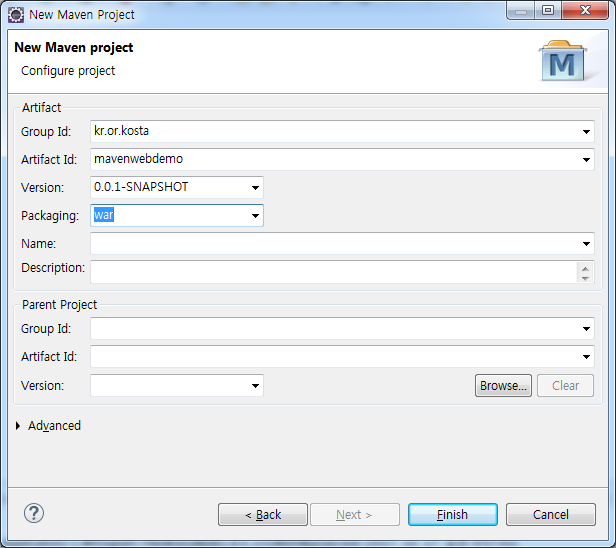 New Maven Project
New Maven project
Configure project
M
Artifact
Group Id: kr.or.kosta
Artifact Id: mavenwebdemo
Version: 0.0.1-SNAPSHOT
Packaging: war
Name:
Description:
Parent Project
Group Id:
Artifact Id:
Version: Browse... Clear
Advanced
? < Back Next > Finish Cancel